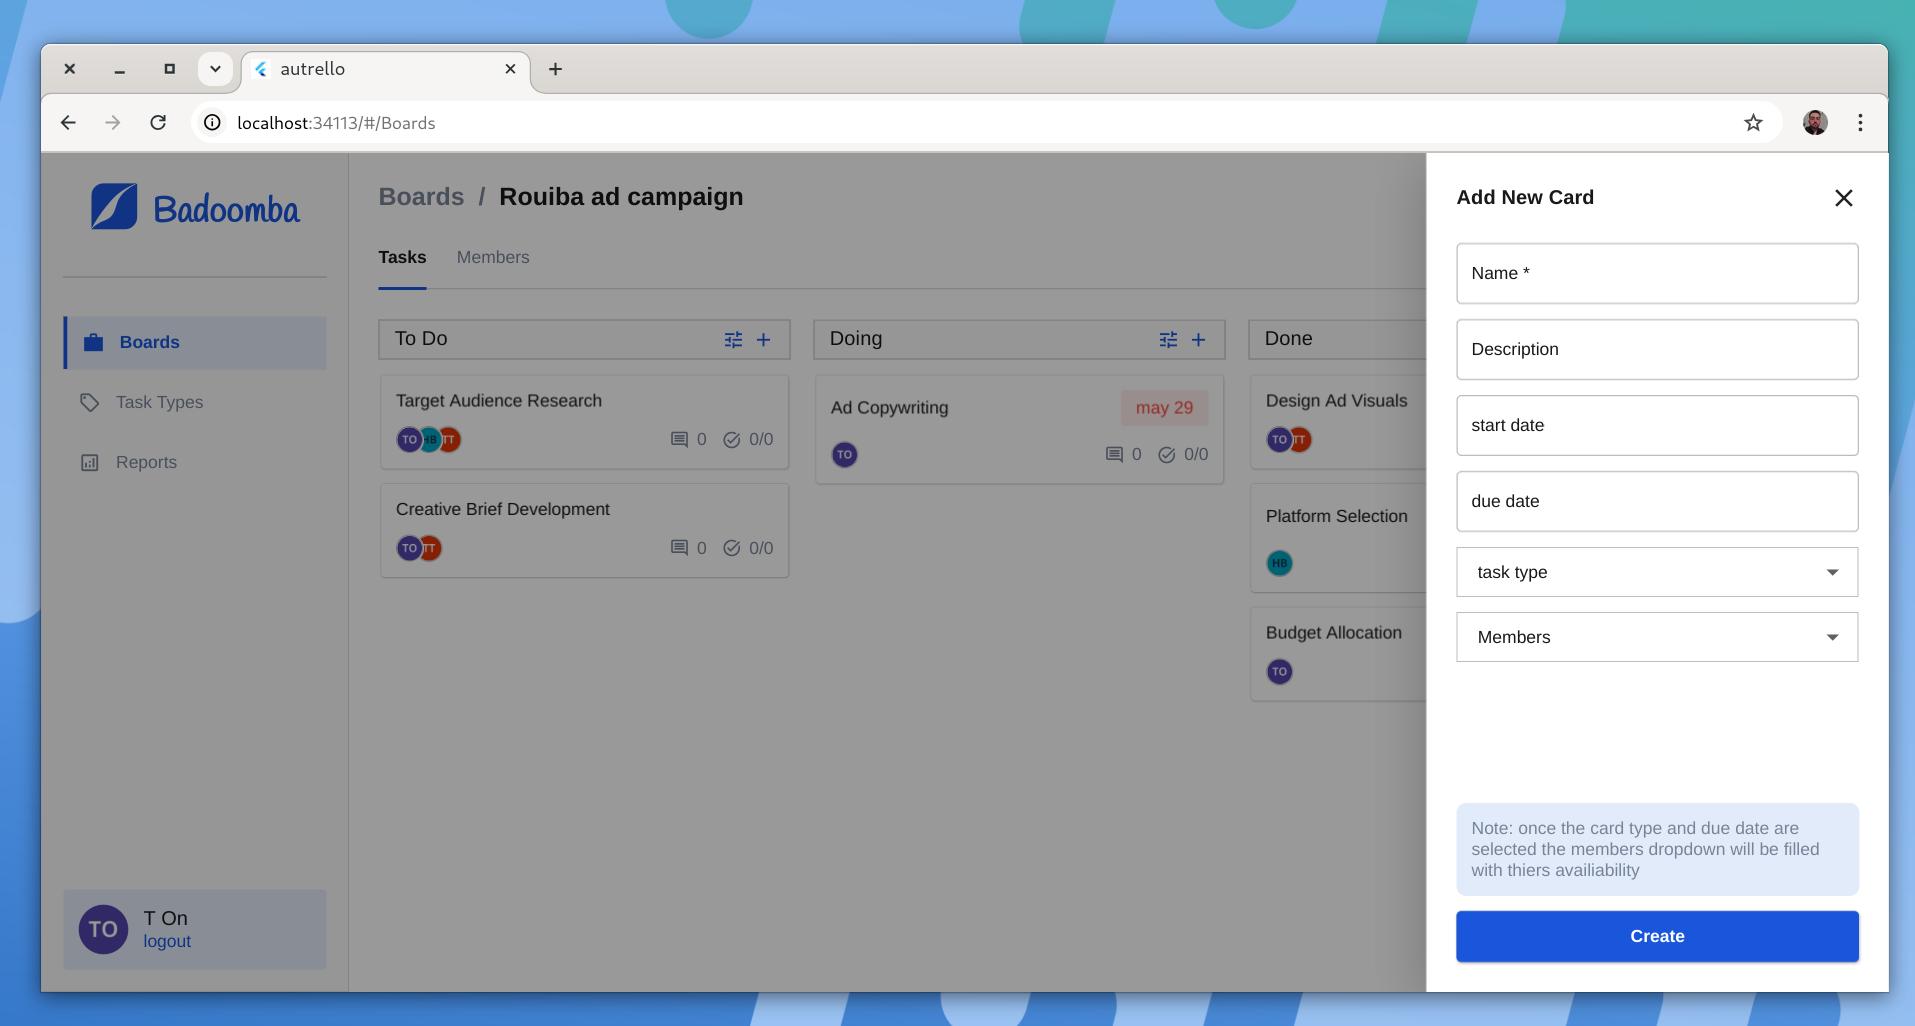 autrello
localhost:34113/#/Boards
Badoomba
Boards
Task Types
Reports
TO
T On
logout
Boards / Rouiba ad campaign
Tasks
Members
To Do
Target Audience Research
TO HB TT
0
0/0
Creative Brief Development
TO TT
0
0/0
Doing
Ad Copywriting
may 29
TO
0
0/0
Done
Design Ad Visuals
TO TT
Platform Selection
HB
Budget Allocation
TO
Add New Card
Name *
Description
start date
due date
task type
Members
Note: once the card type and due date are
selected the members dropdown will be filled
with thiers availiability
Create